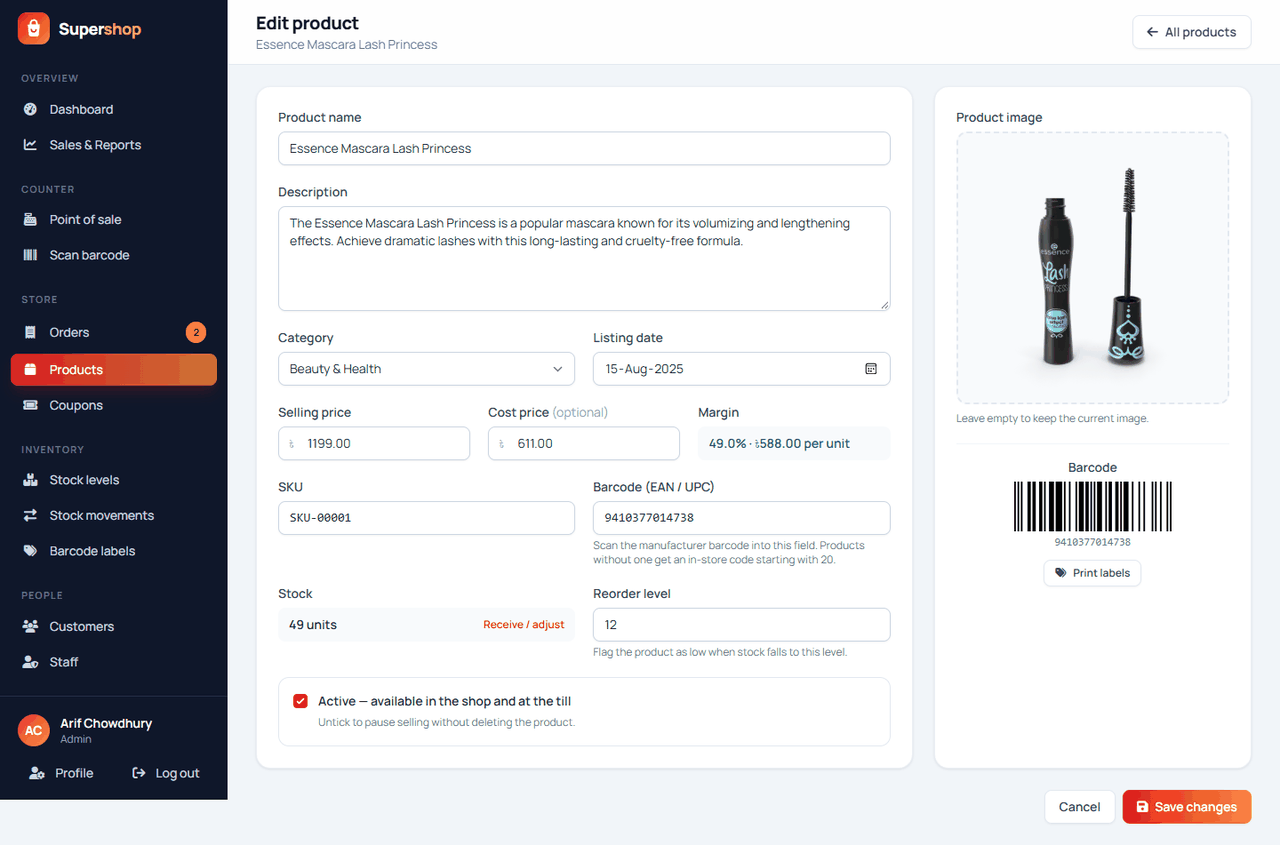 Supershop
OVERVIEW
Dashboard
Sales & Reports
COUNTER
Point of sale
Scan barcode
STORE
Orders
2
Products
Coupons
INVENTORY
Stock levels
Stock movements
Barcode labels
PEOPLE
Customers
Staff
AC
Arif Chowdhury
Admin
Profile
Log out
Edit product
Essence Mascara Lash Princess
All products
Product name
Essence Mascara Lash Princess
Description
The Essence Mascara Lash Princess is a popular mascara known for its volumizing and lengthening
effects. Achieve dramatic lashes with this long-lasting and cruelty-free formula.
Category
Listing date
Beauty & Health
15-Aug-2025
Selling price
Cost price (optional)
Margin
৳ 1199.00
৳ 611.00
49.0% · ৳588.00 per unit
SKU
Barcode (EAN / UPC)
SKU-00001
9410377014738
Scan the manufacturer barcode into this field. Products
without one get an in-store code starting with 20.
Stock
Reorder level
49 units
Receive / adjust
12
Flag the product as low when stock falls to this level.
Active — available in the shop and at the till
Untick to pause selling without deleting the product.
Product image
essence
Lash
PRINCESS
Leave empty to keep the current image.
Barcode
9410377014738
Print labels
Cancel
Save changes